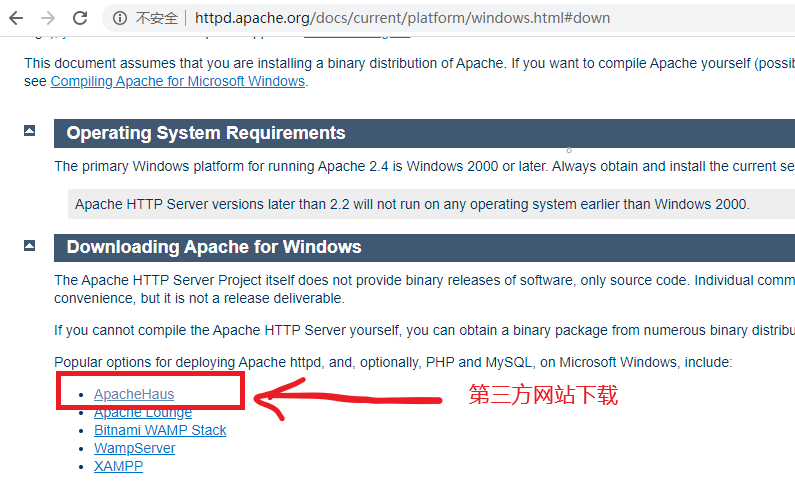 不安全 | httpd.apache.org/docs/current/platform/windows.html#down
This document assumes that you are installing a binary distribution of Apache. If you want to compile Apache yourself (possib
see Compiling Apache for Microsoft Windows.
Operating System Requirements
The primary Windows platform for running Apache 2.4 is Windows 2000 or later. Always obtain and install the current se
Apache HTTP Server versions later than 2.2 will not run on any operating system earlier than Windows 2000.
Downloading Apache for Windows
The Apache HTTP Server Project itself does not provide binary releases of software, only source code. Individual comm
convenience, but it is not a release deliverable.
If you cannot compile the Apache HTTP Server yourself, you can obtain a binary package from numerous binary distribu
Popular options for deploying Apache httpd, and, optionally, PHP and MySQL, on Microsoft Windows, include:
ApacheHaus
第三方网站下载
Apache Lounge
Bitnami WAMP Stack
WampServer
XAMPP